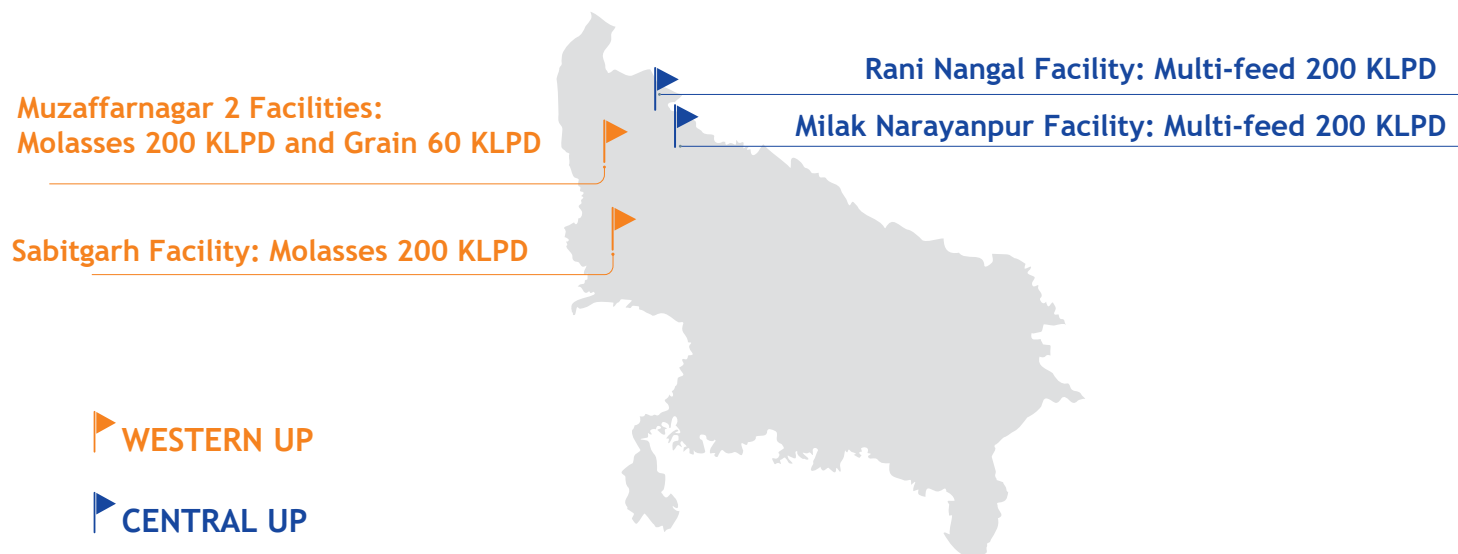 Muzaffarnagar 2 Facilities:
Molasses 200 KLPD and Grain 60 KLPD
Sabitgarh Facility: Molasses 200 KLPD
Rani Nangal Facility: Multi-feed 200 KLPD
Milak Narayanpur Facility: Multi-feed 200 KLPD
WESTERN UP
CENTRAL UP